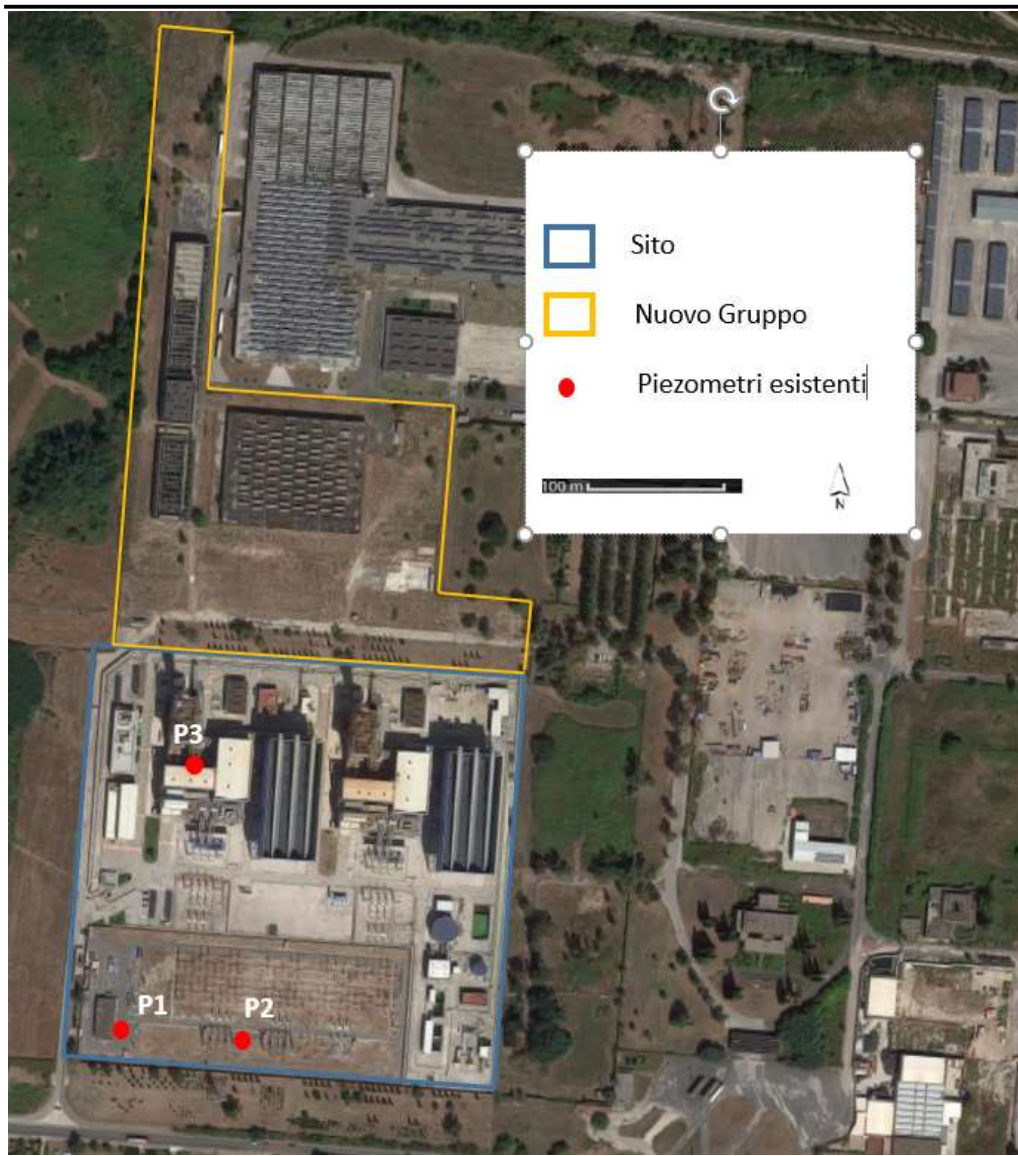 Sito
Nuovo Gruppo
Piezometri esistenti
100 m
N
P3
P1
P2